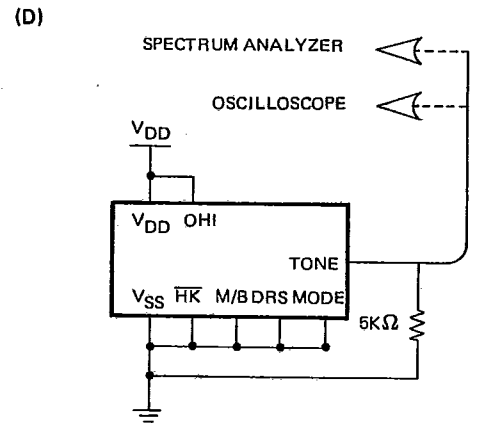 (D)
SPECTRUM ANALYZER
OSCILLOSCOPE
VDD
VDD OHI
TONE
VSS HK M/B DRS MODE
5KΩ